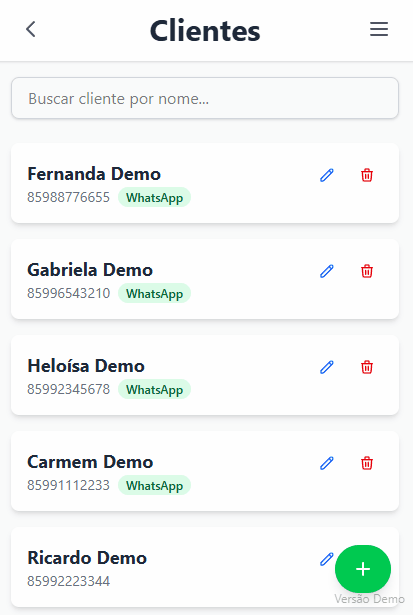 Clientes
Buscar cliente por nome...
Fernanda Demo
85988776655 WhatsApp
Gabriela Demo
85996543210 WhatsApp
Heloísa Demo
85992345678 WhatsApp
Carmem Demo
85991112233 WhatsApp
Ricardo Demo
85992223344
Versão Demo